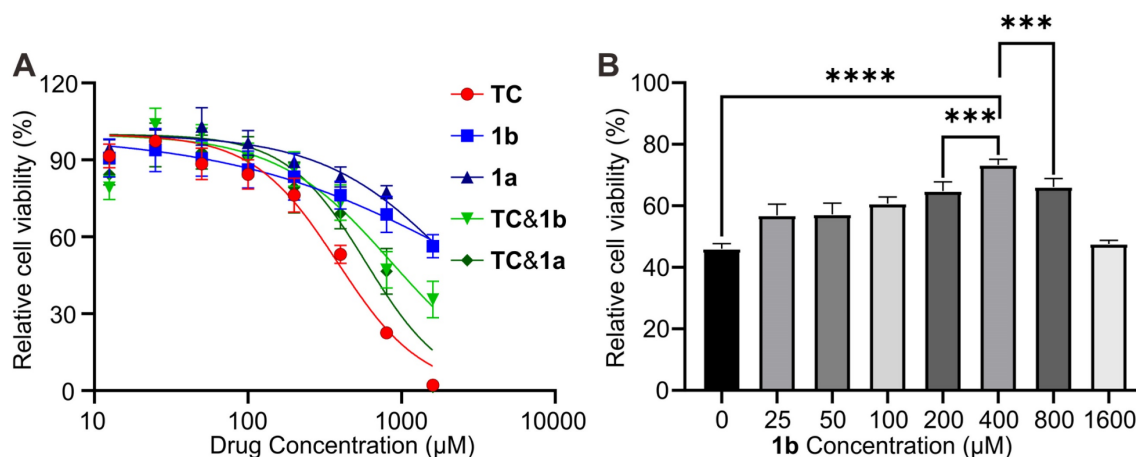 A
Relative cell viability (%)
120
90
60
30
0
10
100
1000
10000
Drug Concentration (μM)
TC
1b
1a
TC&1b
TC&1a
B
Relative cell viability (%)
100
80
60
40
20
0
****
***
***
0 25 50 100 200 400 800 1600
1b Concentration (μM)